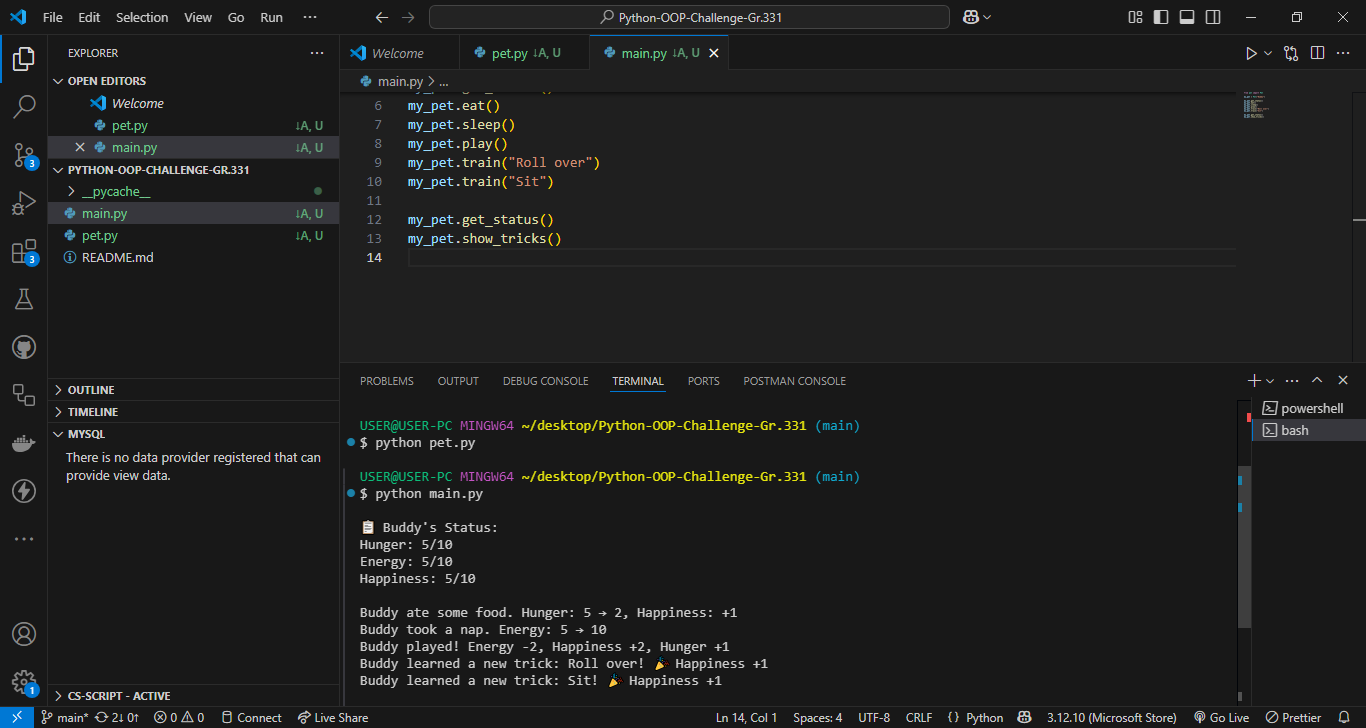 File Edit Selection View Go Run ··· Python-OOP-Challenge-Gr.331
EXPLORER ···
OPEN EDITORS
Welcome
pet.py ↓A, U
main.py ↓A, U
PYTHON-OOP-CHALLENGE-GR.331
__pycache__
main.py ↓A, U
pet.py ↓A, U
README.md
OUTLINE
TIMELINE
MYSQL
There is no data provider registered that can
provide view data.
CS-SCRIPT - ACTIVE
3
3
1
Welcome pet.py ↓A, U main.py ↓A, U
main.py > ...
6 my_pet.eat()
7 my_pet.sleep()
8 my_pet.play()
9 my_pet.train("Roll over")
10 my_pet.train("Sit")
11
12 my_pet.get_status()
13 my_pet.show_tricks()
14
PROBLEMS OUTPUT DEBUG CONSOLE TERMINAL PORTS POSTMAN CONSOLE
powershell
bash
USER@USER-PC MINGW64 ~/desktop/Python-OOP-Challenge-Gr.331 (main)
$ python pet.py
USER@USER-PC MINGW64 ~/desktop/Python-OOP-Challenge-Gr.331 (main)
$ python main.py
📋 Buddy's Status:
Hunger: 5/10
Energy: 5/10
Happiness: 5/10
Buddy ate some food. Hunger: 5 → 2, Happiness: +1
Buddy took a nap. Energy: 5 → 10
Buddy played! Energy -2, Happiness +2, Hunger +1
Buddy learned a new trick: Roll over! 🎉 Happiness +1
Buddy learned a new trick: Sit! 🎉 Happiness +1
main* 2↓ 0↑ 0 0 Connect Live Share Ln 14, Col 1 Spaces: 4 UTF-8 CRLF {} Python 3.12.10 (Microsoft Store) Go Live Prettier